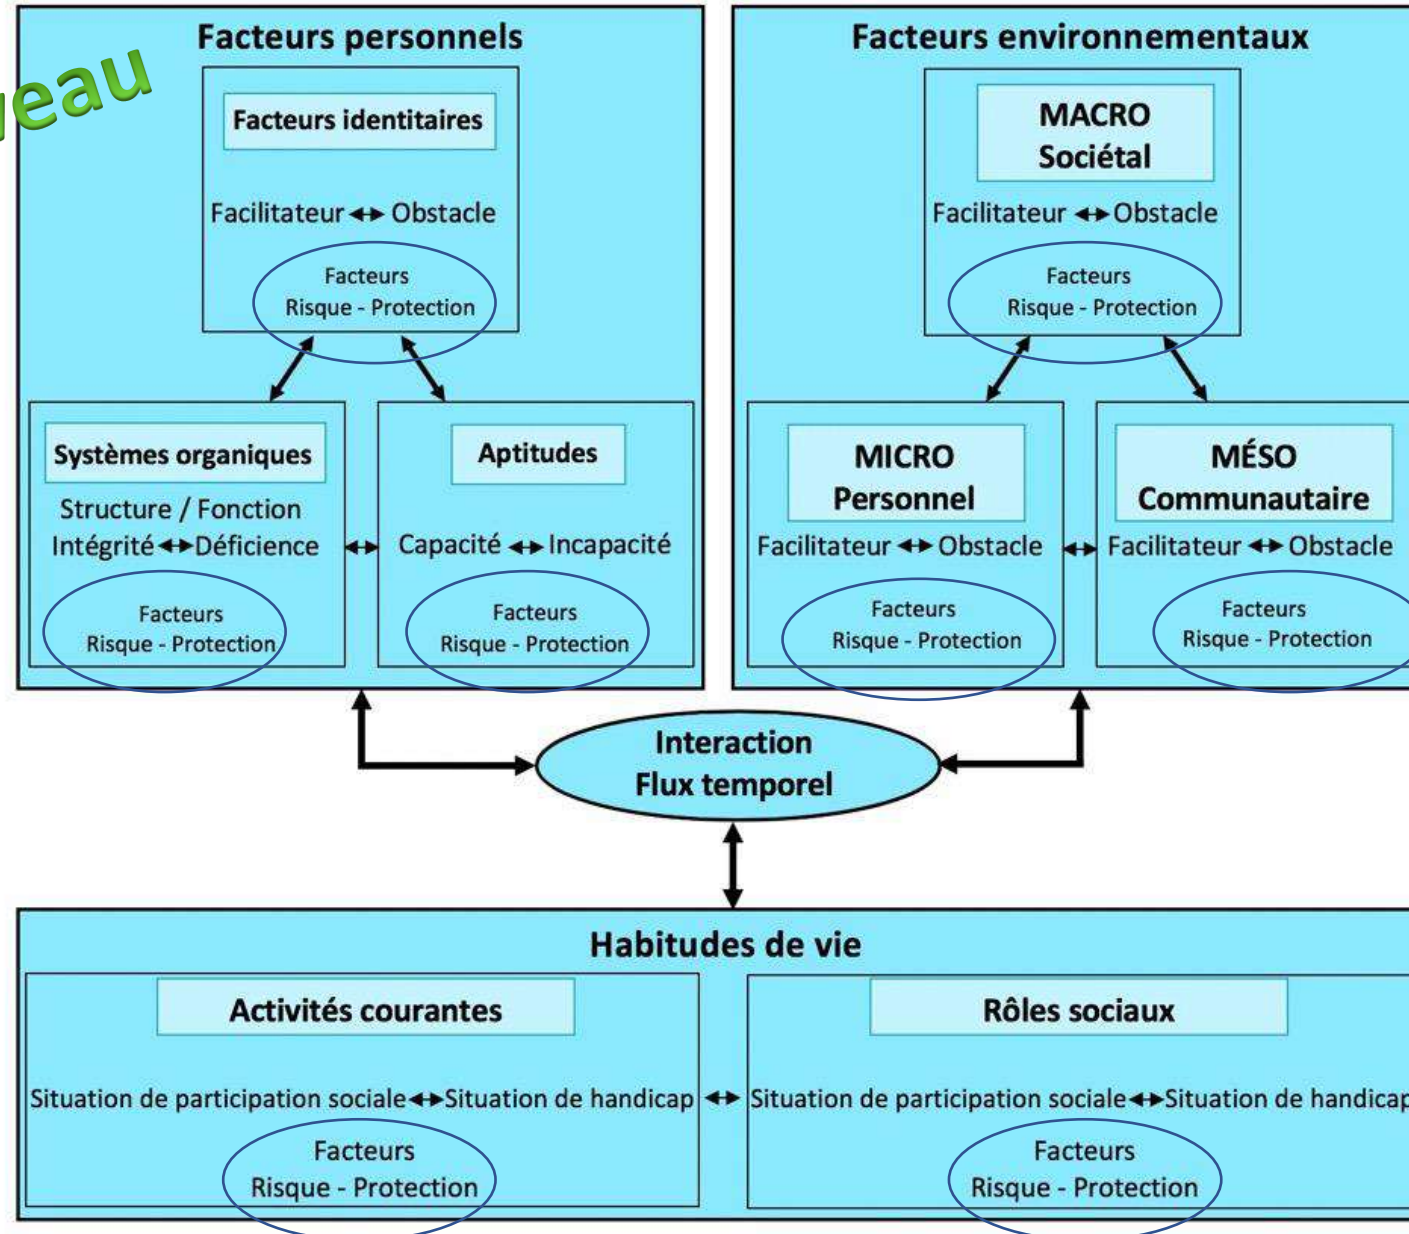 veau
Facteurs personnels
Facteurs identitaires
Facilitateur ↔ Obstacle
Facteurs
Risque - Protection
Systèmes organiques
Structure / Fonction
Intégrité ↔ Déficience
Facteurs
Risque - Protection
Aptitudes
Capacité ↔ Incapacité
Facteurs
Risque - Protection
Facteurs environnementaux
MACRO
Sociétal
Facilitateur ↔ Obstacle
Facteurs
Risque - Protection
MICRO
Personnel
Facilitateur ↔ Obstacle
Facteurs
Risque - Protection
MÉSO
Communautaire
Facilitateur ↔ Obstacle
Facteurs
Risque - Protection
Interaction
Flux temporel
Habitudes de vie
Activités courantes
Situation de participation sociale ↔ Situation de handicap
Facteurs
Risque - Protection
Rôles sociaux
Situation de participation sociale ↔ Situation de handicap
Facteurs
Risque - Protection